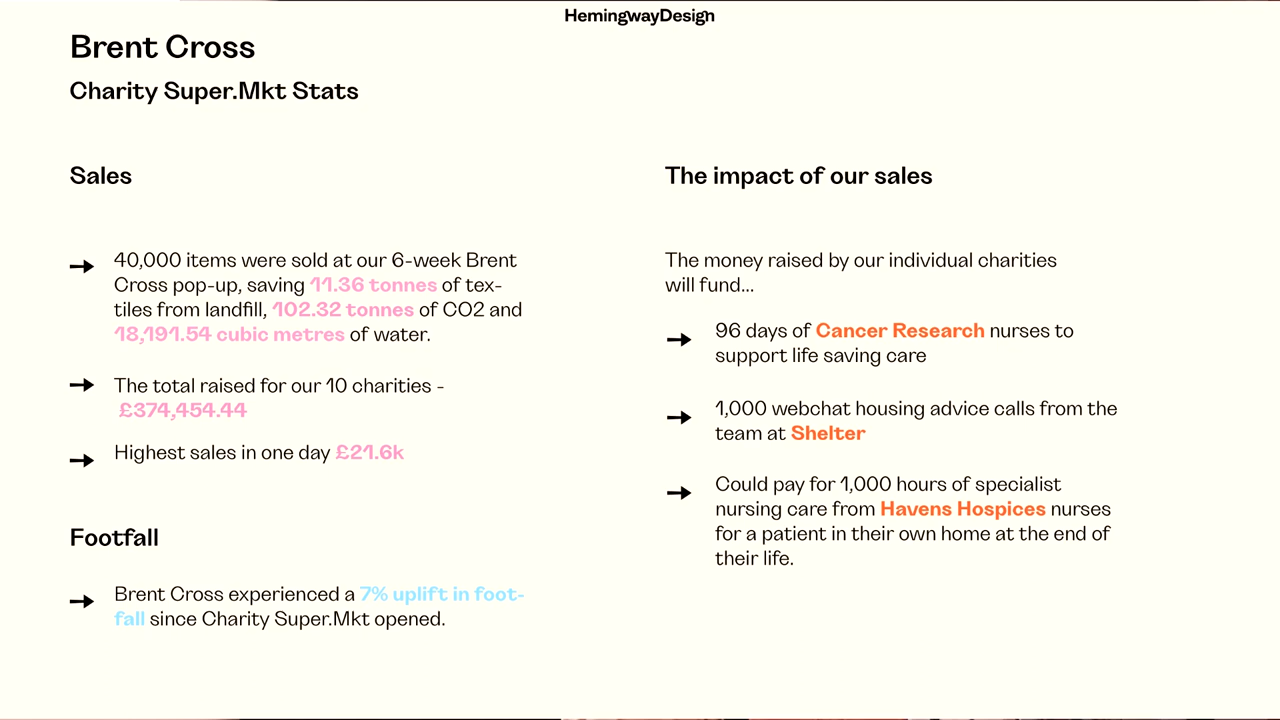 HemingwayDesign
Brent Cross
Charity Super.Mkt Stats
Sales
40,000 items were sold at our 6-week Brent
Cross pop-up, saving 11.36 tonnes of tex-
tiles from landfill, 102.32 tonnes of CO2 and
18,191.54 cubic metres of water.
The total raised for our 10 charities -
£374,454.44
Highest sales in one day £21.6k
Footfall
Brent Cross experienced a 7% uplift in foot-
fall since Charity Super.Mkt opened.
The impact of our sales
The money raised by our individual charities
will fund...
96 days of Cancer Research nurses to
support life saving care
1,000 webchat housing advice calls from the
team at Shelter
Could pay for 1,000 hours of specialist
nursing care from Havens Hospices nurses
for a patient in their own home at the end of
their life.